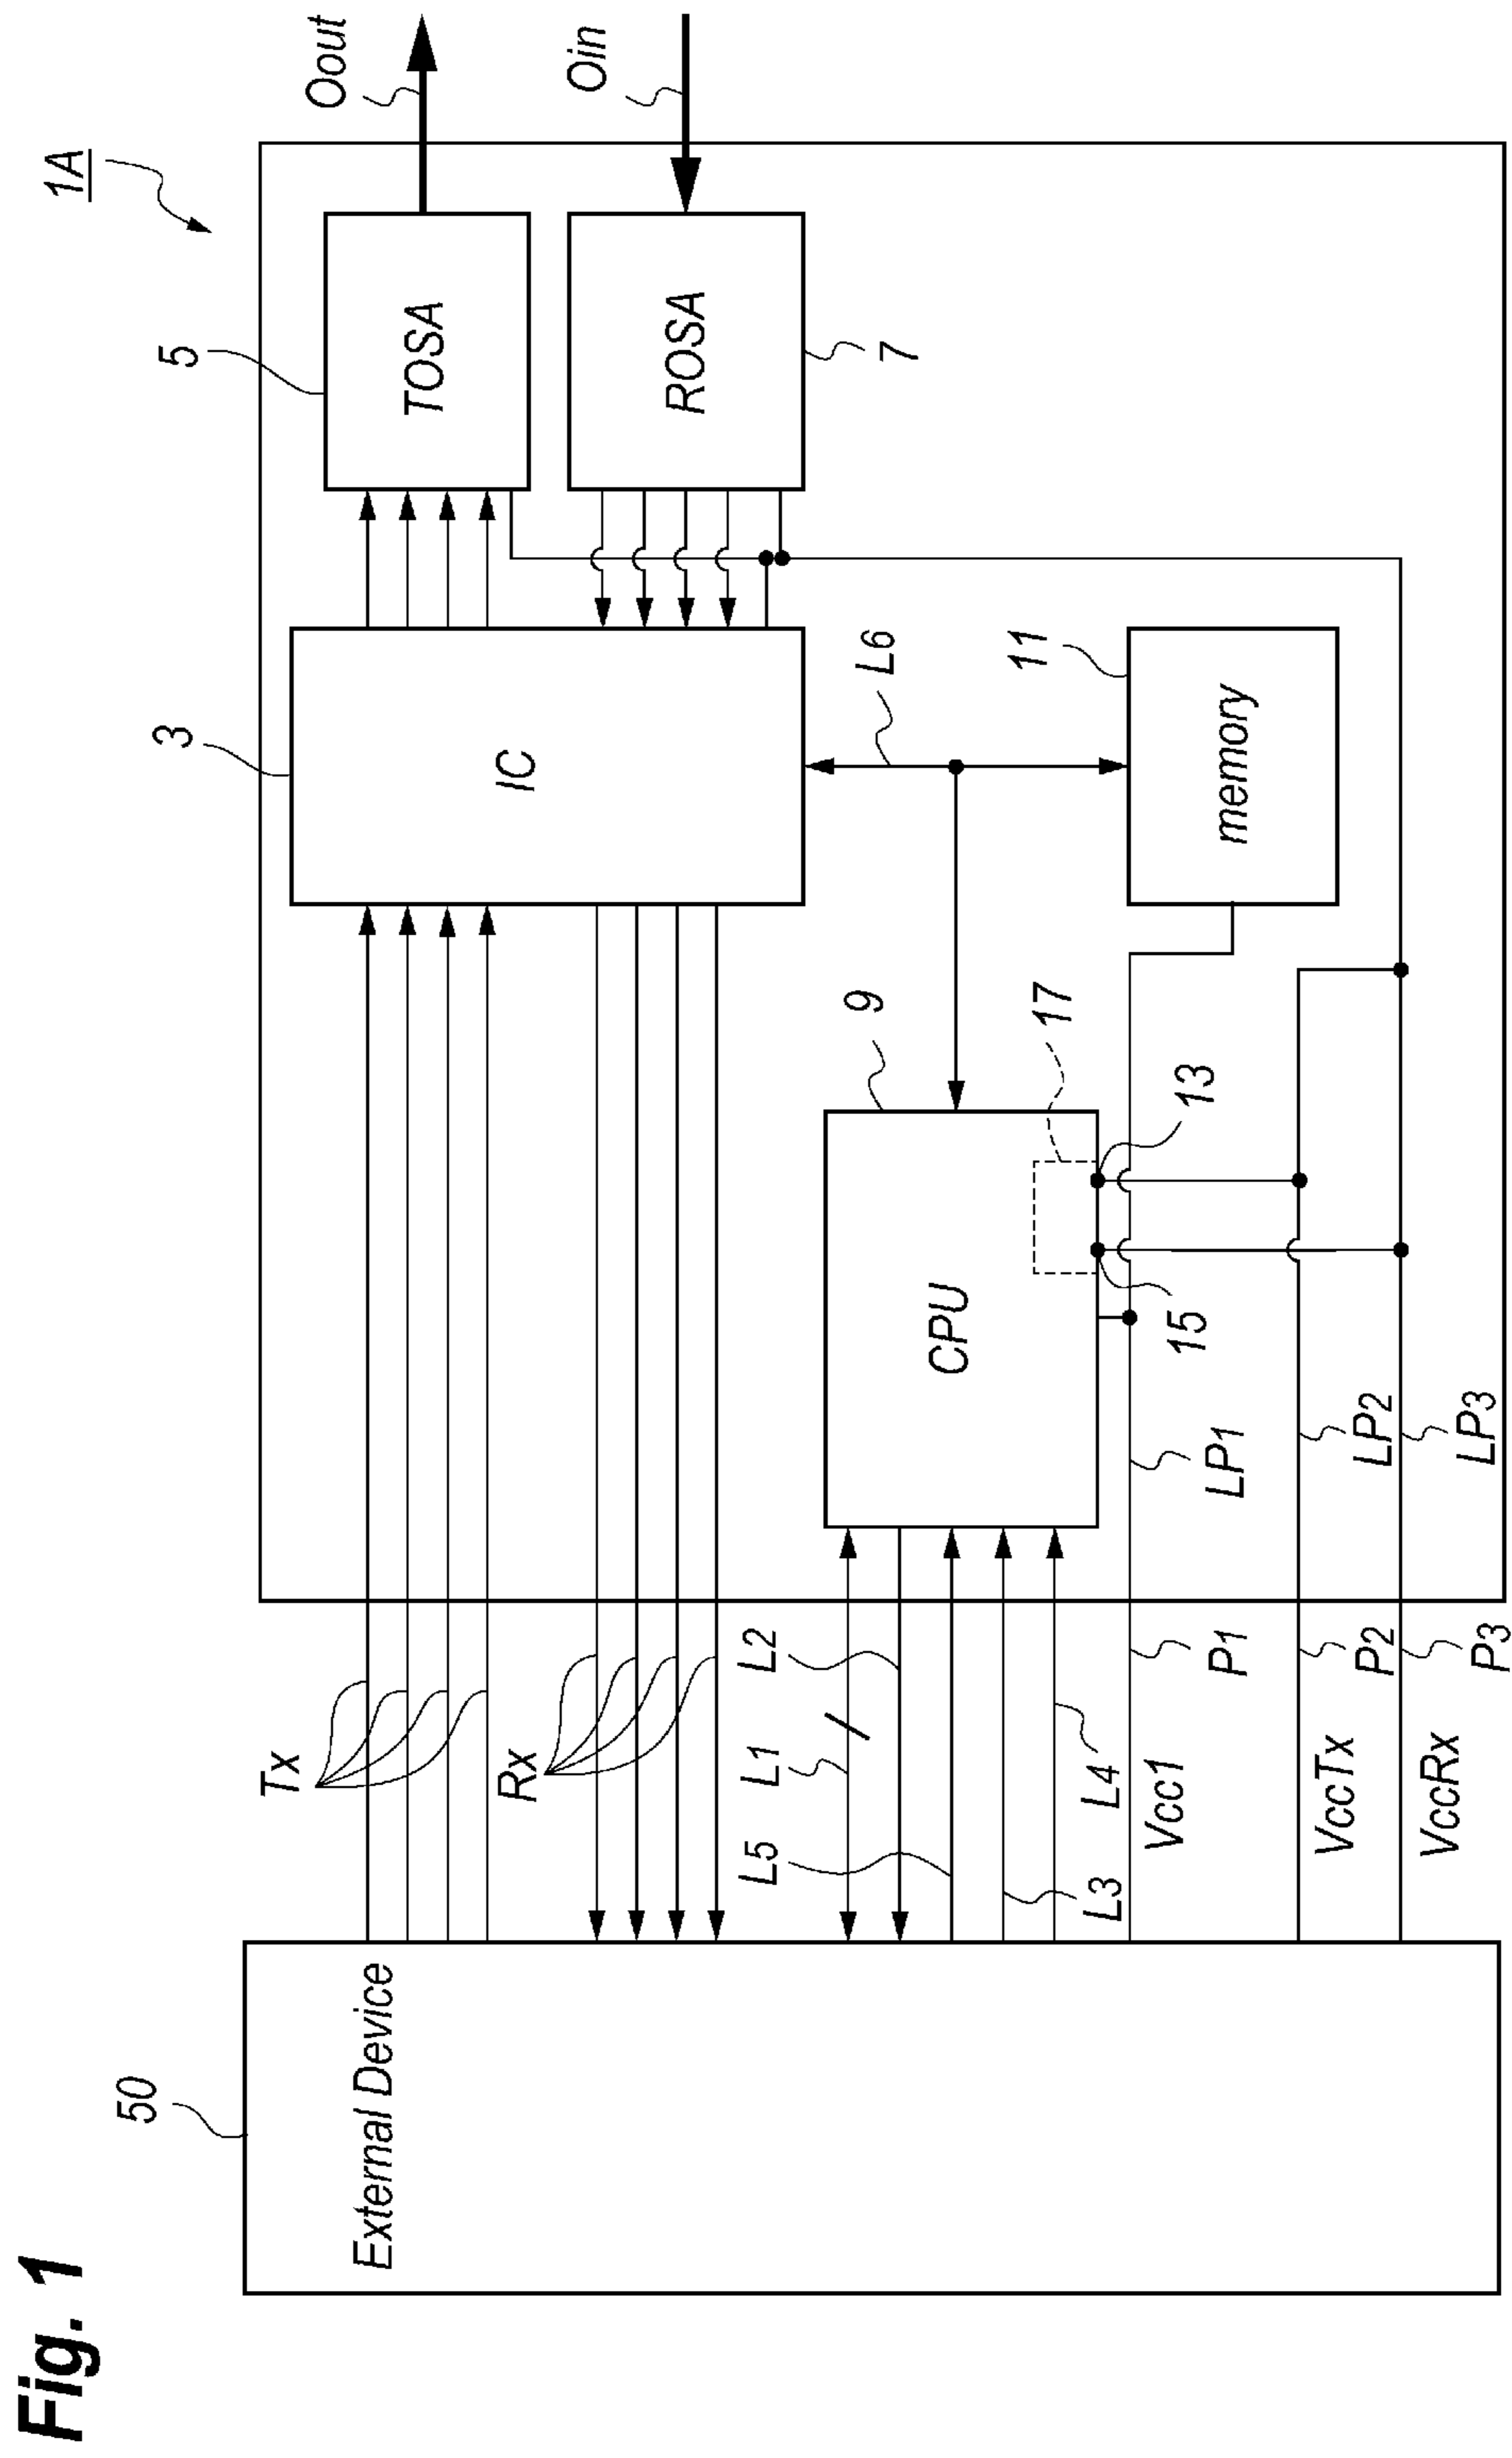 Fig. 1
1A
50
External Device
Tx
Rx
3
IC
5
TOSA
Oout
Oin
ROSA
7
L5
L1
L2
L3
L4
9
CPU
17
13
15
L6
11
memory
Vcc1
P1
LP1
VccTx
P2
LP2
VccRx
P3
LP3